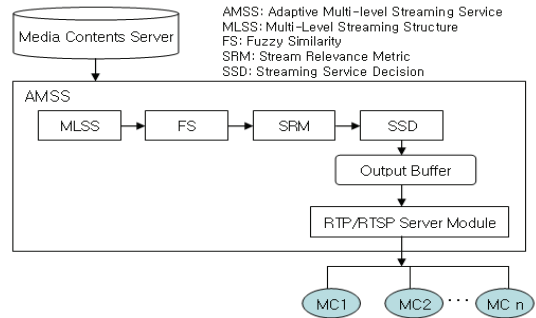 AMSS: Adaptive Multi-level Streaming Service
MLSS: Multi-Level Streaming Structure
FS: Fuzzy Similarity
SRM: Stream Relevance Metric
SSD: Streaming Service Decision
Media Contents Server
AMSS
MLSS
FS
SRM
SSD
Output Buffer
RTP/RTSP Server Module
MC1
MC2
···
MC n